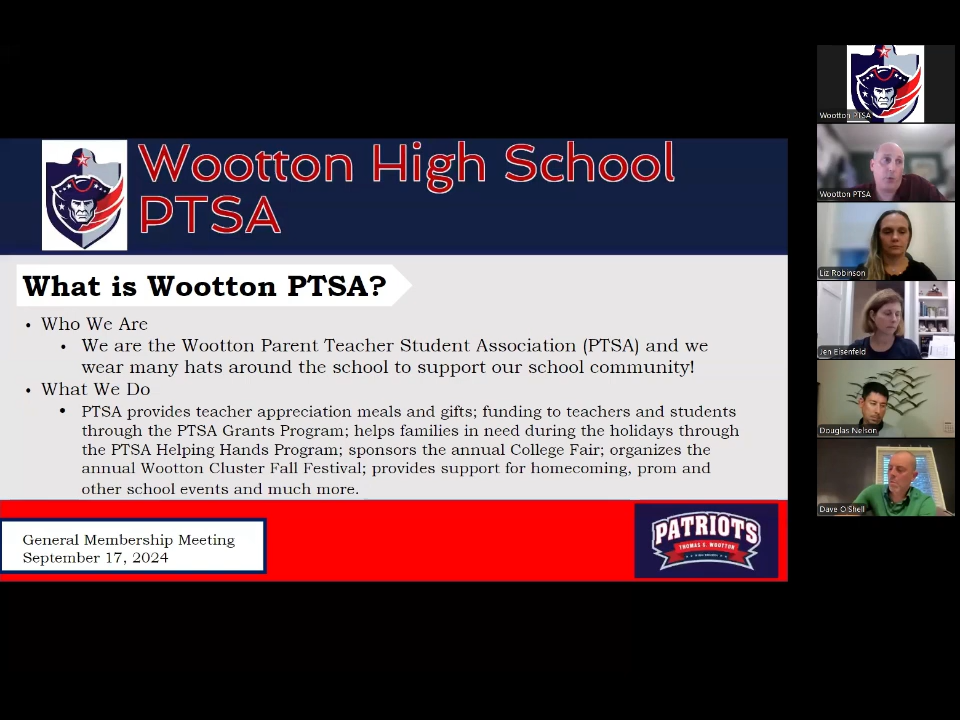 Wootton High School
PTSA
What is Wootton PTSA?
• Who We Are
• We are the Wootton Parent Teacher Student Association (PTSA) and we
wear many hats around the school to support our school community!
• What We Do
• PTSA provides teacher appreciation meals and gifts; funding to teachers and students
through the PTSA Grants Program; helps families in need during the holidays through
the PTSA Helping Hands Program; sponsors the annual College Fair; organizes the
annual Wootton Cluster Fall Festival; provides support for homecoming, prom and
other school events and much more.
General Membership Meeting
September 17, 2024
PATRIOTS
THOMAS S. WOOTTON
Wootton PTSA
Wootton PTSA
Liz Robinson
Jen Eisenfeld
Douglas Nelson
Dave O'Shell